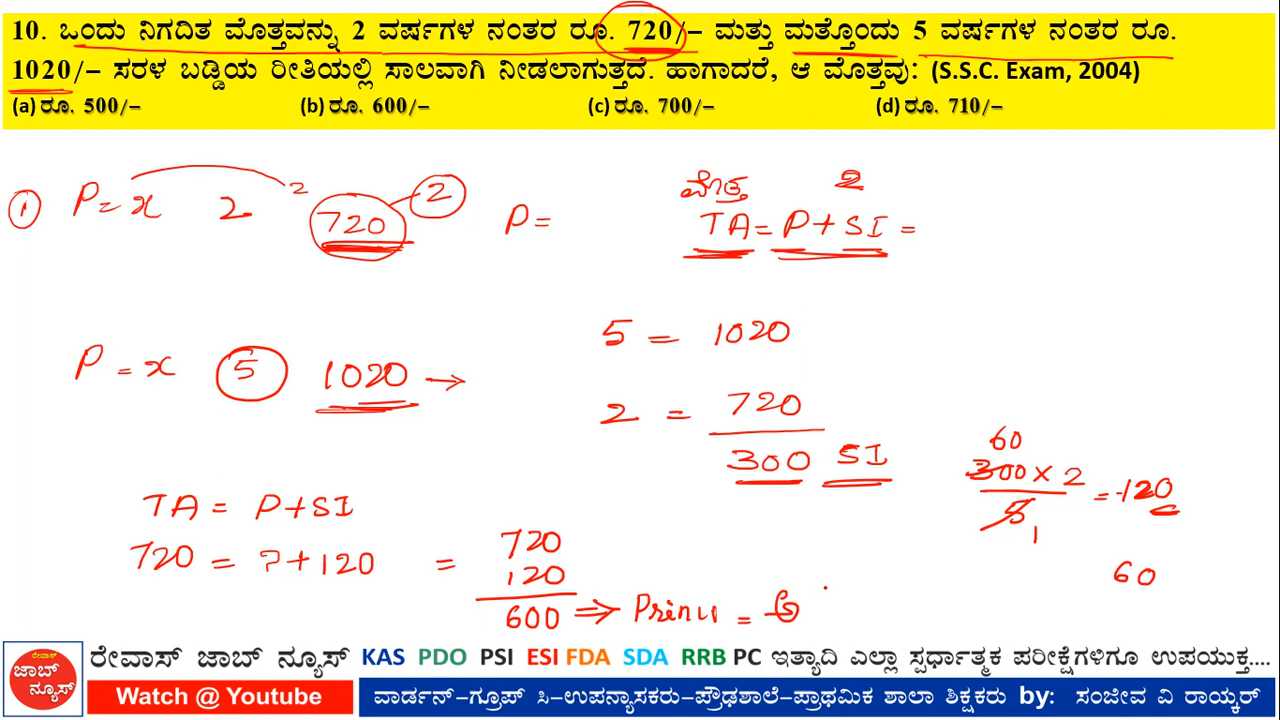 10. ಒಂದು ನಿಗದಿತ ಮೊತ್ತವನ್ನು 2 ವರ್ಷಗಳ ನಂತರ ರೂ. 720/– ಮತ್ತು ಮತ್ತೊಂದು 5 ವರ್ಷಗಳ ನಂತರ ರೂ.
1020/– ಸರಳ ಬಡ್ಡಿಯ ರೀತಿಯಲ್ಲಿ ಸಾಲವಾಗಿ ನೀಡಲಾಗುತ್ತದೆ. ಹಾಗಾದರೆ, ಆ ಮೊತ್ತವು: (S.S.C. Exam, 2004)
(a) ರೂ. 500/– (b) ರೂ. 600/– (c) ರೂ. 700/– (d) ರೂ. 710/–
ಮೊತ್ತ 2
① P = x 2 2 720 2 P = TA = P + SI =
5 = 1020
P = x 5 1020 →
2 = 720
300 SI
60
300 × 2
= 120
5
1
TA = P + SI
720 = ? + 120 = 720
120
60
600 ⇒ =
ರೇವಾಸ್ ಜಾಬ್ ನ್ಯೂಸ್
ರೇವಾಸ್ ಜಾಬ್ ನ್ಯೂಸ್ KAS PDO PSI ESI FDA SDA RRB PC ಇತ್ಯಾದಿ ಎಲ್ಲಾ ಸ್ಪರ್ಧಾತ್ಮಕ ಪರೀಕ್ಷೆಗಳಿಗೂ ಉಪಯುಕ್ತ....
Watch @ Youtube ವಾರ್ಡನ್–ಗ್ರೂಪ್ ಸಿ–ಉಪನ್ಯಾಸಕರು–ಪ್ರೌಢಶಾಲೆ–ಪ್ರಾಥಮಿಕ ಶಾಲಾ ಶಿಕ್ಷಕರು by: ಸಂಜೀವ ವಿ ರಾಯ್ಕರ್